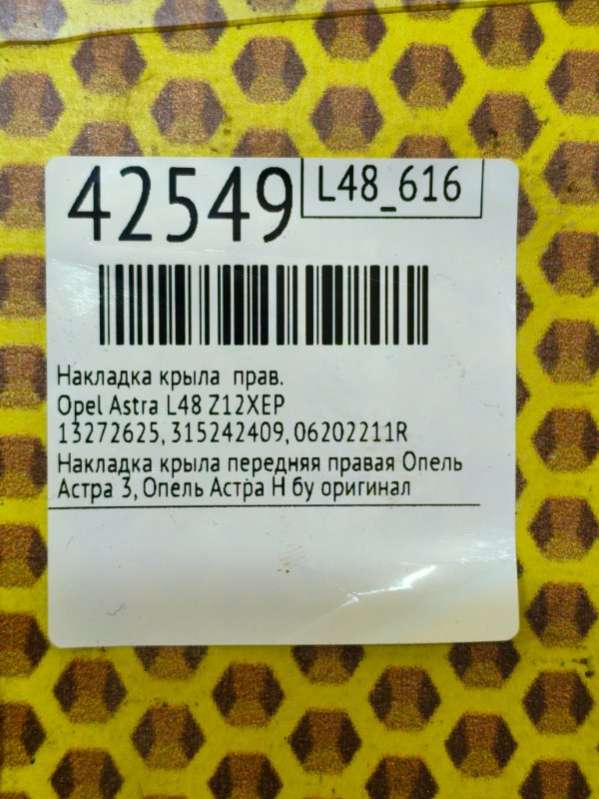 42549
L48_616
Накладка крыла прав.
Opel Astra L48 Z12XEP
13272625, 315242409, 06202211R
Накладка крыла передняя правая Опель
Астра 3, Опель Астра Н бу оригинал